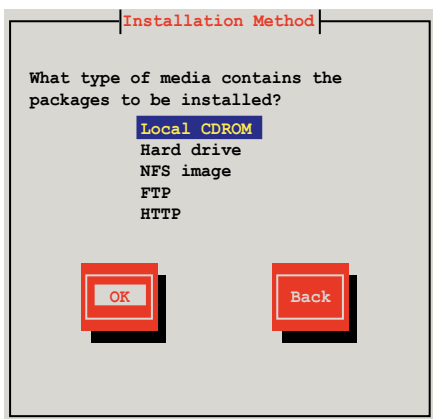 Installation Method
What type of media contains the
packages to be installed?
Local CDROM
Hard drive
NFS image
FTP
HTTP
OK
Back